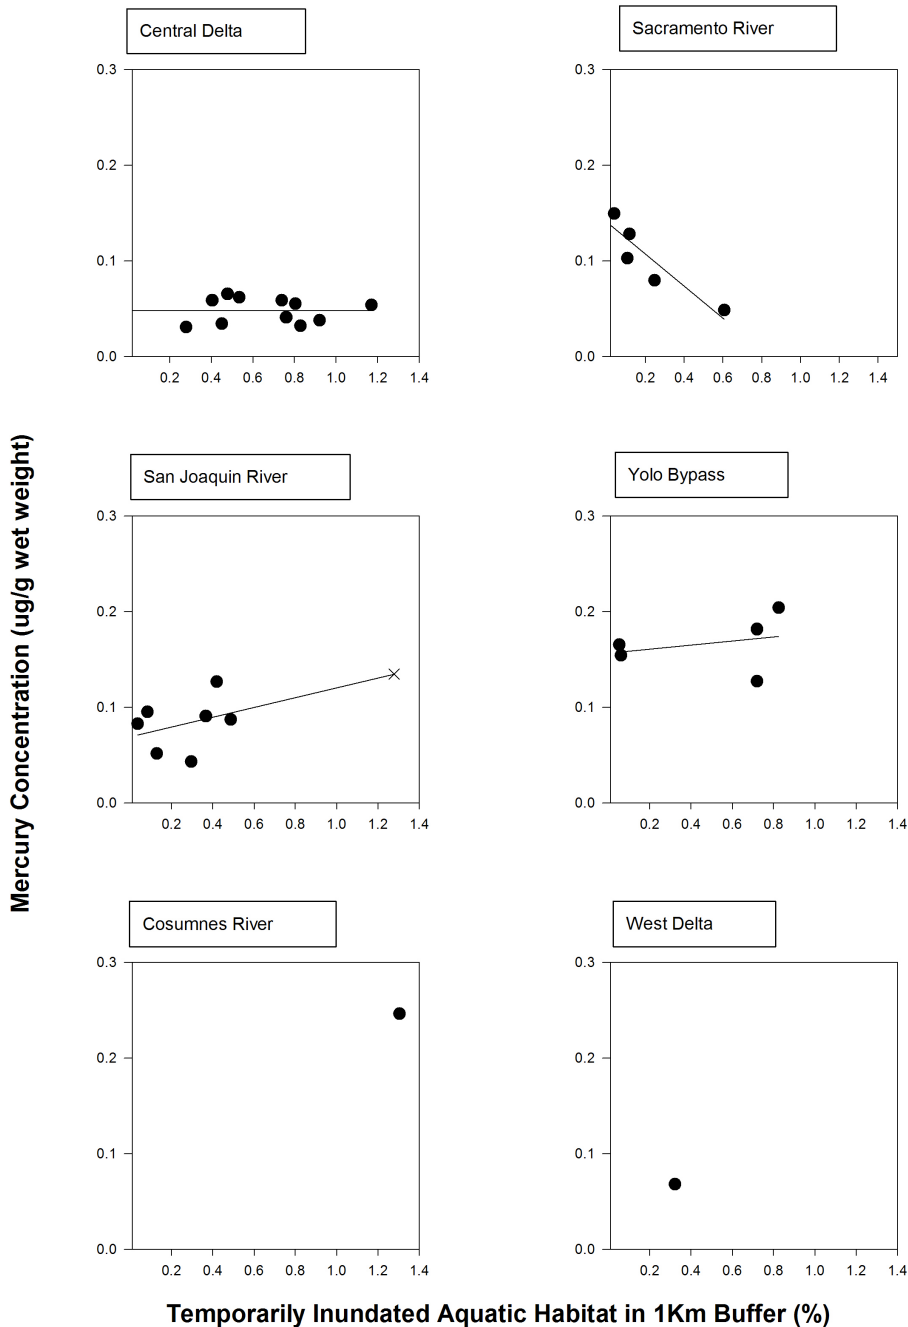 Central Delta
Sacramento River
0.3
0.2
0.1
0.0
0.2 0.4 0.6 0.8 1.0 1.2 1.4
0.3
0.2
0.1
0.0
0.2 0.4 0.6 0.8 1.0 1.2 1.4
San Joaquin River
Yolo Bypass
0.3
0.2
0.1
0.0
0.2 0.4 0.6 0.8 1.0 1.2 1.4
0.3
0.2
0.1
0.0
0.2 0.4 0.6 0.8 1.0 1.2 1.4
Mercury Concentration (ug/g wet weight)
Cosumnes River
West Delta
0.3
0.2
0.1
0.0
0.2 0.4 0.6 0.8 1.0 1.2 1.4
0.3
0.2
0.1
0.0
0.2 0.4 0.6 0.8 1.0 1.2 1.4
Temporarily Inundated Aquatic Habitat in 1Km Buffer (%)